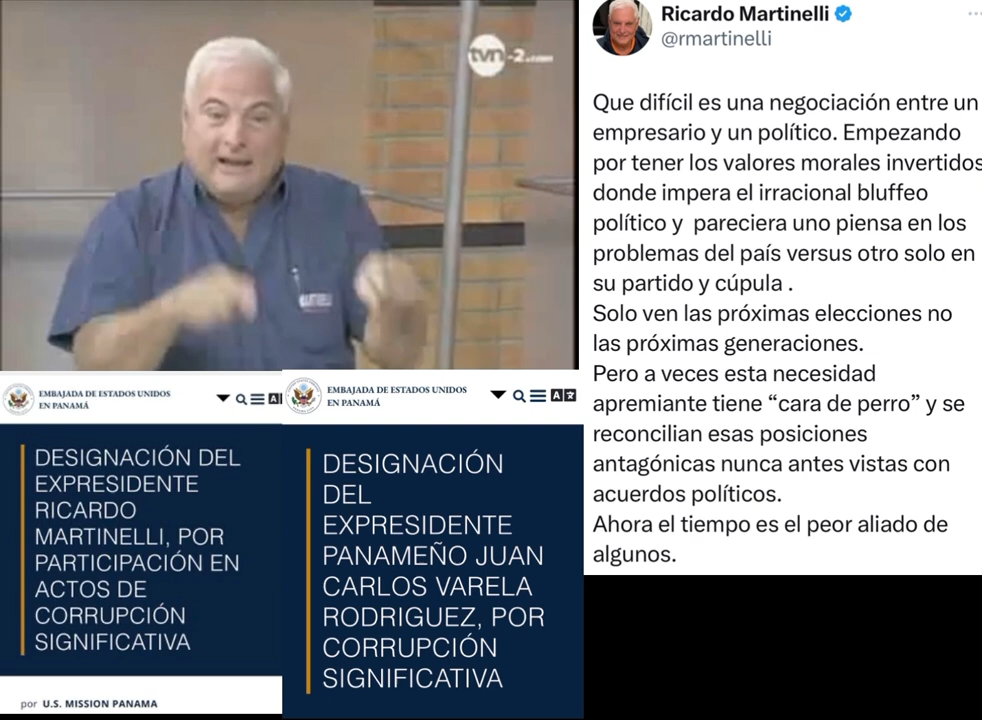 tvn-2.com
MARTINELLI
EMBAJADA DE ESTADOS UNIDOS
EN PANAMÁ
DESIGNACIÓN DEL
EXPRESIDENTE
RICARDO
MARTINELLI, POR
PARTICIPACIÓN EN
ACTOS DE
CORRUPCIÓN
SIGNIFICATIVA
por U.S. MISSION PANAMA
EMBAJADA DE ESTADOS UNIDOS
EN PANAMÁ
DESIGNACIÓN
DEL
EXPRESIDENTE
PANAMEÑO JUAN
CARLOS VARELA
RODRIGUEZ, POR
CORRUPCIÓN
SIGNIFICATIVA
Ricardo Martinelli
@rmartinelli
Que difícil es una negociación entre un
empresario y un político. Empezando
por tener los valores morales invertidos
donde impera el irracional bluffeo
político y pareciera uno piensa en los
problemas del país versus otro solo en
su partido y cúpula .
Solo ven las próximas elecciones no
las próximas generaciones.
Pero a veces esta necesidad
apremiante tiene “cara de perro” y se
reconcilian esas posiciones
antagónicas nunca antes vistas con
acuerdos políticos.
Ahora el tiempo es el peor aliado de
algunos.